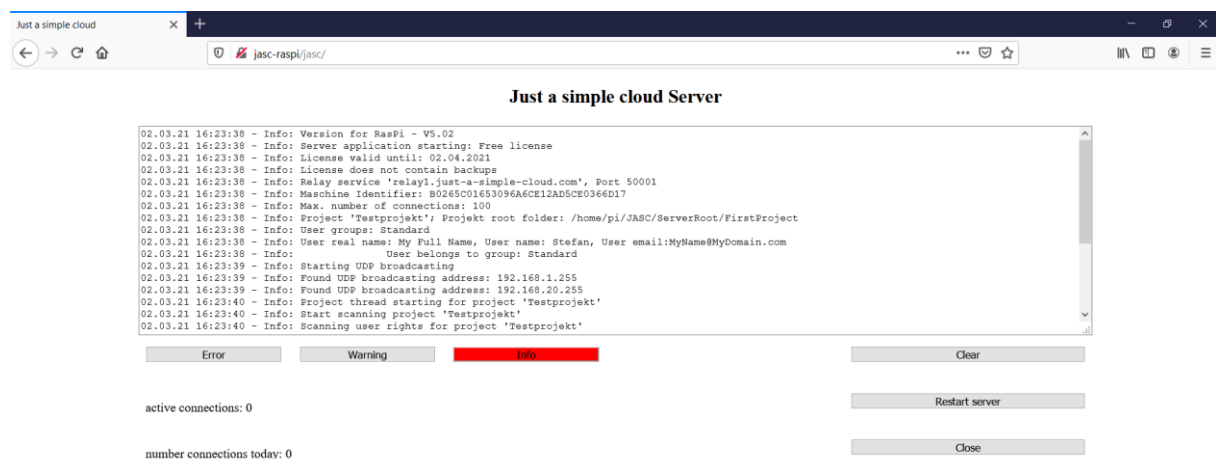 Just a simple cloud
jasc-raspi/jasc/
Just a simple cloud Server
02.03.21 16:23:38 - Info: Version for RasPi - V5.02
02.03.21 16:23:38 - Info: Server application starting: Free license
02.03.21 16:23:38 - Info: License valid until: 02.04.2021
02.03.21 16:23:38 - Info: License does not contain backups
02.03.21 16:23:38 - Info: Relay service 'relay1.just-a-simple-cloud.com', Port 50001
02.03.21 16:23:38 - Info: Maschine Identifier: B0265C01653096A6CE12AD5CE0366D17
02.03.21 16:23:38 - Info: Max. number of connections: 100
02.03.21 16:23:38 - Info: Project 'Testprojekt'; Projekt root folder: /home/pi/JASC/ServerRoot/FirstProject
02.03.21 16:23:38 - Info: User groups: Standard
02.03.21 16:23:38 - Info: User real name: My Full Name, User name: Stefan, User email:MyName@MyDomain.com
02.03.21 16:23:38 - Info: User belongs to group: Standard
02.03.21 16:23:39 - Info: Starting UDP broadcasting
02.03.21 16:23:39 - Info: Found UDP broadcasting address: 192.168.1.255
02.03.21 16:23:39 - Info: Found UDP broadcasting address: 192.168.20.255
02.03.21 16:23:40 - Info: Project thread starting for project 'Testprojekt'
02.03.21 16:23:40 - Info: Start scanning project 'Testprojekt'
02.03.21 16:23:40 - Info: Scanning user rights for project 'Testprojekt'
Error Warning Info Clear
active connections: 0 Restart server
number connections today: 0 Close